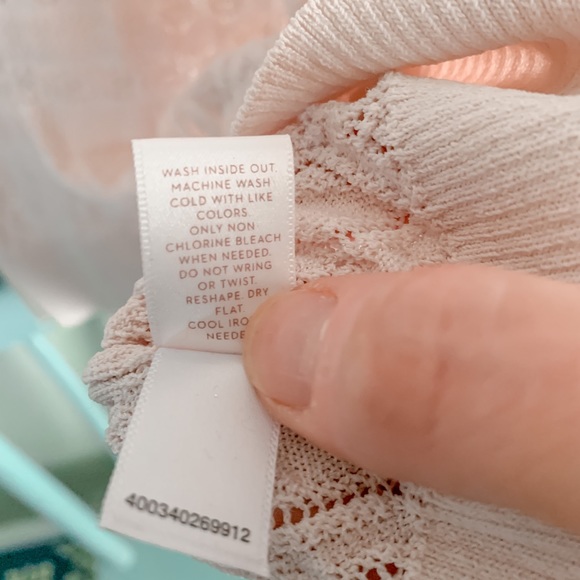 WASH INSIDE OUT.
MACHINE WASH
COLD WITH LIKE
COLORS.
ONLY NON
CHLORINE BLEACH
WHEN NEEDED.
DO NOT WRING
OR TWIST.
RESHAPE. DRY
FLAT.
COOL
400340269912